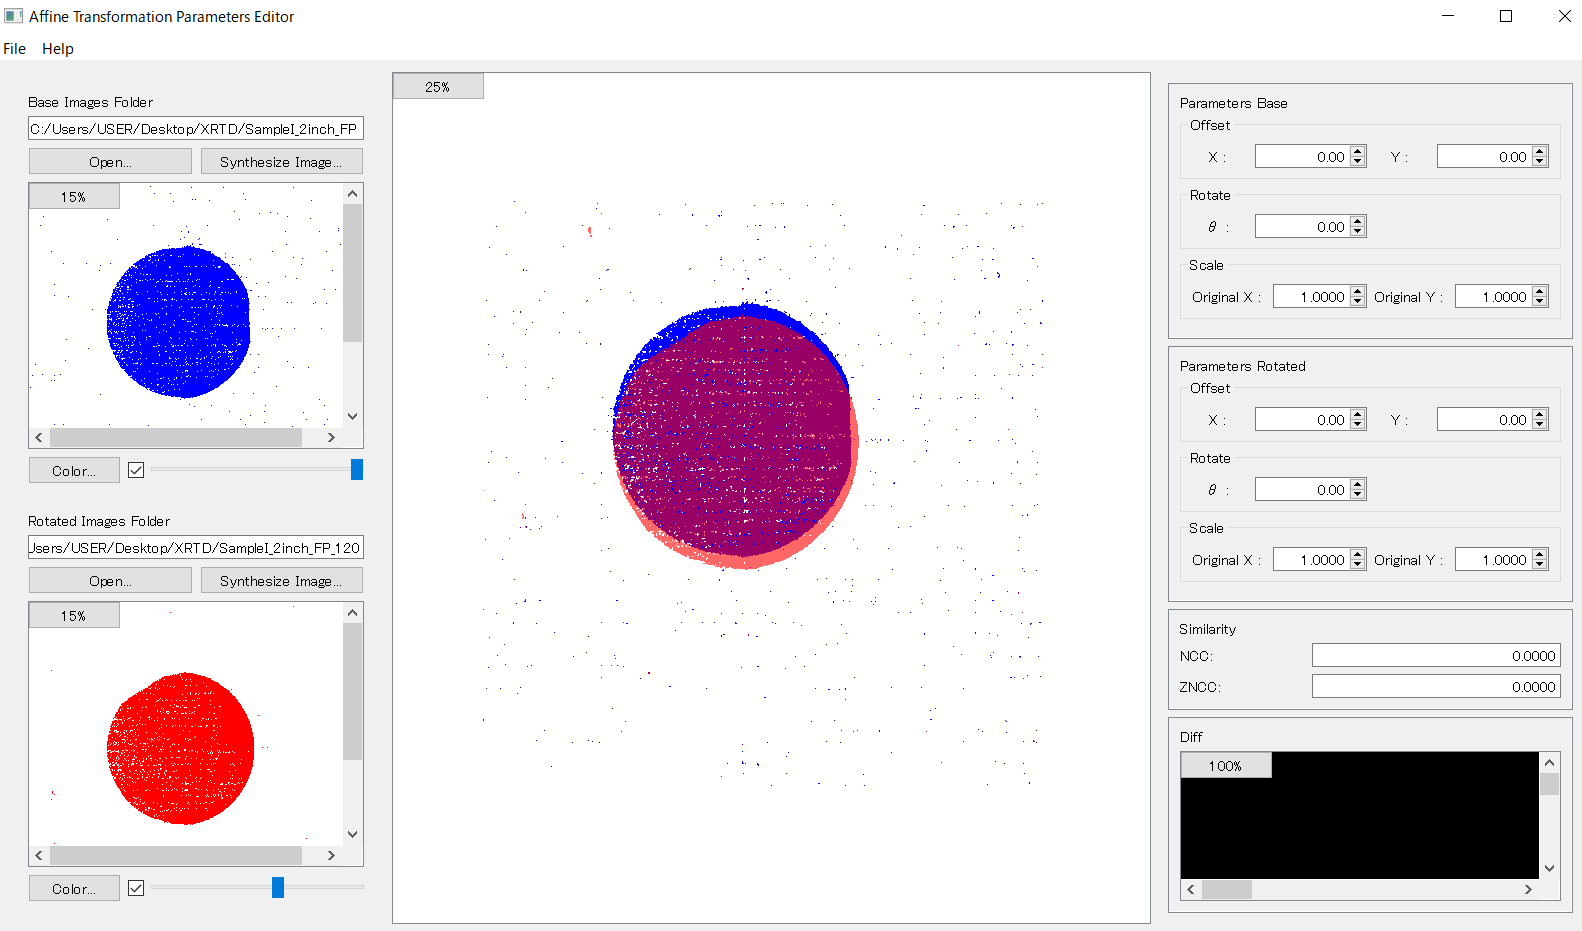 Affine Transformation Parameters Editor
File Help
Base Images Folder
C:/Users/USER/Desktop/XRTD/SampleI_2inch_FP
Open... Synthesize Image...
15%
Color...
Rotated Images Folder
Jsers/USER/Desktop/XRTD/SampleI_2inch_FP_120
Open... Synthesize Image...
15%
Color...
25%
Parameters Base
Offset
X : 0.00 Y : 0.00
Rotate
θ : 0.00
Scale
Original X : 1.0000 Original Y : 1.0000
Parameters Rotated
Offset
X : 0.00 Y : 0.00
Rotate
θ : 0.00
Scale
Original X : 1.0000 Original Y : 1.0000
Similarity
NCC: 0.0000
ZNCC: 0.0000
Diff
100%